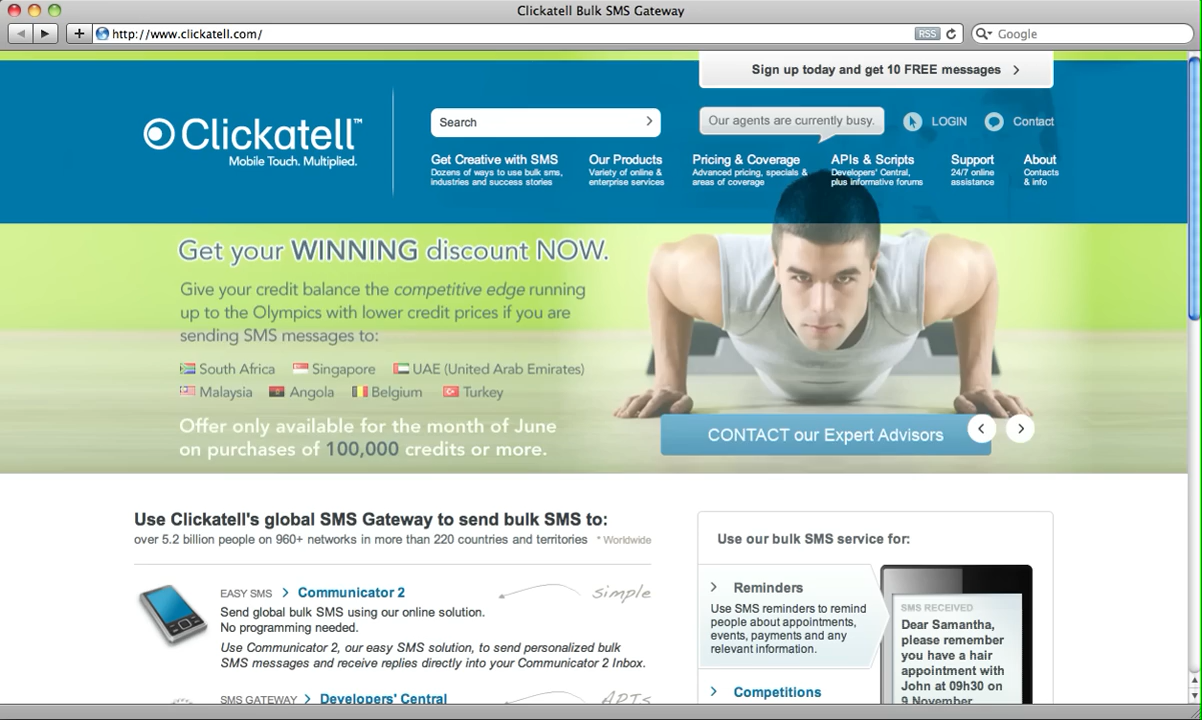 Clickatell Bulk SMS Gateway
http://www.clickatell.com/
RSS
Google
Sign up today and get 10 FREE messages
Clickatell™
Mobile Touch. Multiplied.
Search
Our agents are currently busy.
LOGIN
Contact
Get Creative with SMS
Dozens of ways to use bulk sms,
industries and success stories
Our Products
Variety of online &
enterprise services
Pricing & Coverage
Advanced pricing, specials &
areas of coverage
APIs & Scripts
Developers' Central,
plus informative forums
Support
24/7 online
assistance
About
Contacts
& info
Get your WINNING discount NOW.
Give your credit balance the competitive edge running
up to the Olympics with lower credit prices if you are
sending SMS messages to:
South Africa Singapore UAE (United Arab Emirates)
Malaysia Angola Belgium Turkey
Offer only available for the month of June
on purchases of 100,000 credits or more.
CONTACT our Expert Advisors
Use Clickatell's global SMS Gateway to send bulk SMS to:
over 5.2 billion people on 960+ networks in more than 220 countries and territories * Worldwide
EASY SMS > Communicator 2
simple
Send global bulk SMS using our online solution.
No programming needed.
Use Communicator 2, our easy SMS solution, to send personalized bulk
SMS messages and receive replies directly into your Communicator 2 Inbox.
SMS GATEWAY > Developers' Central
APIs
Use our bulk SMS service for:
Reminders
Use SMS reminders to remind
people about appointments,
events, payments and any
relevant information.
Competitions
SMS RECEIVED
Dear Samantha,
please remember
you have a hair
appointment with
John at 09h30 on
9 November